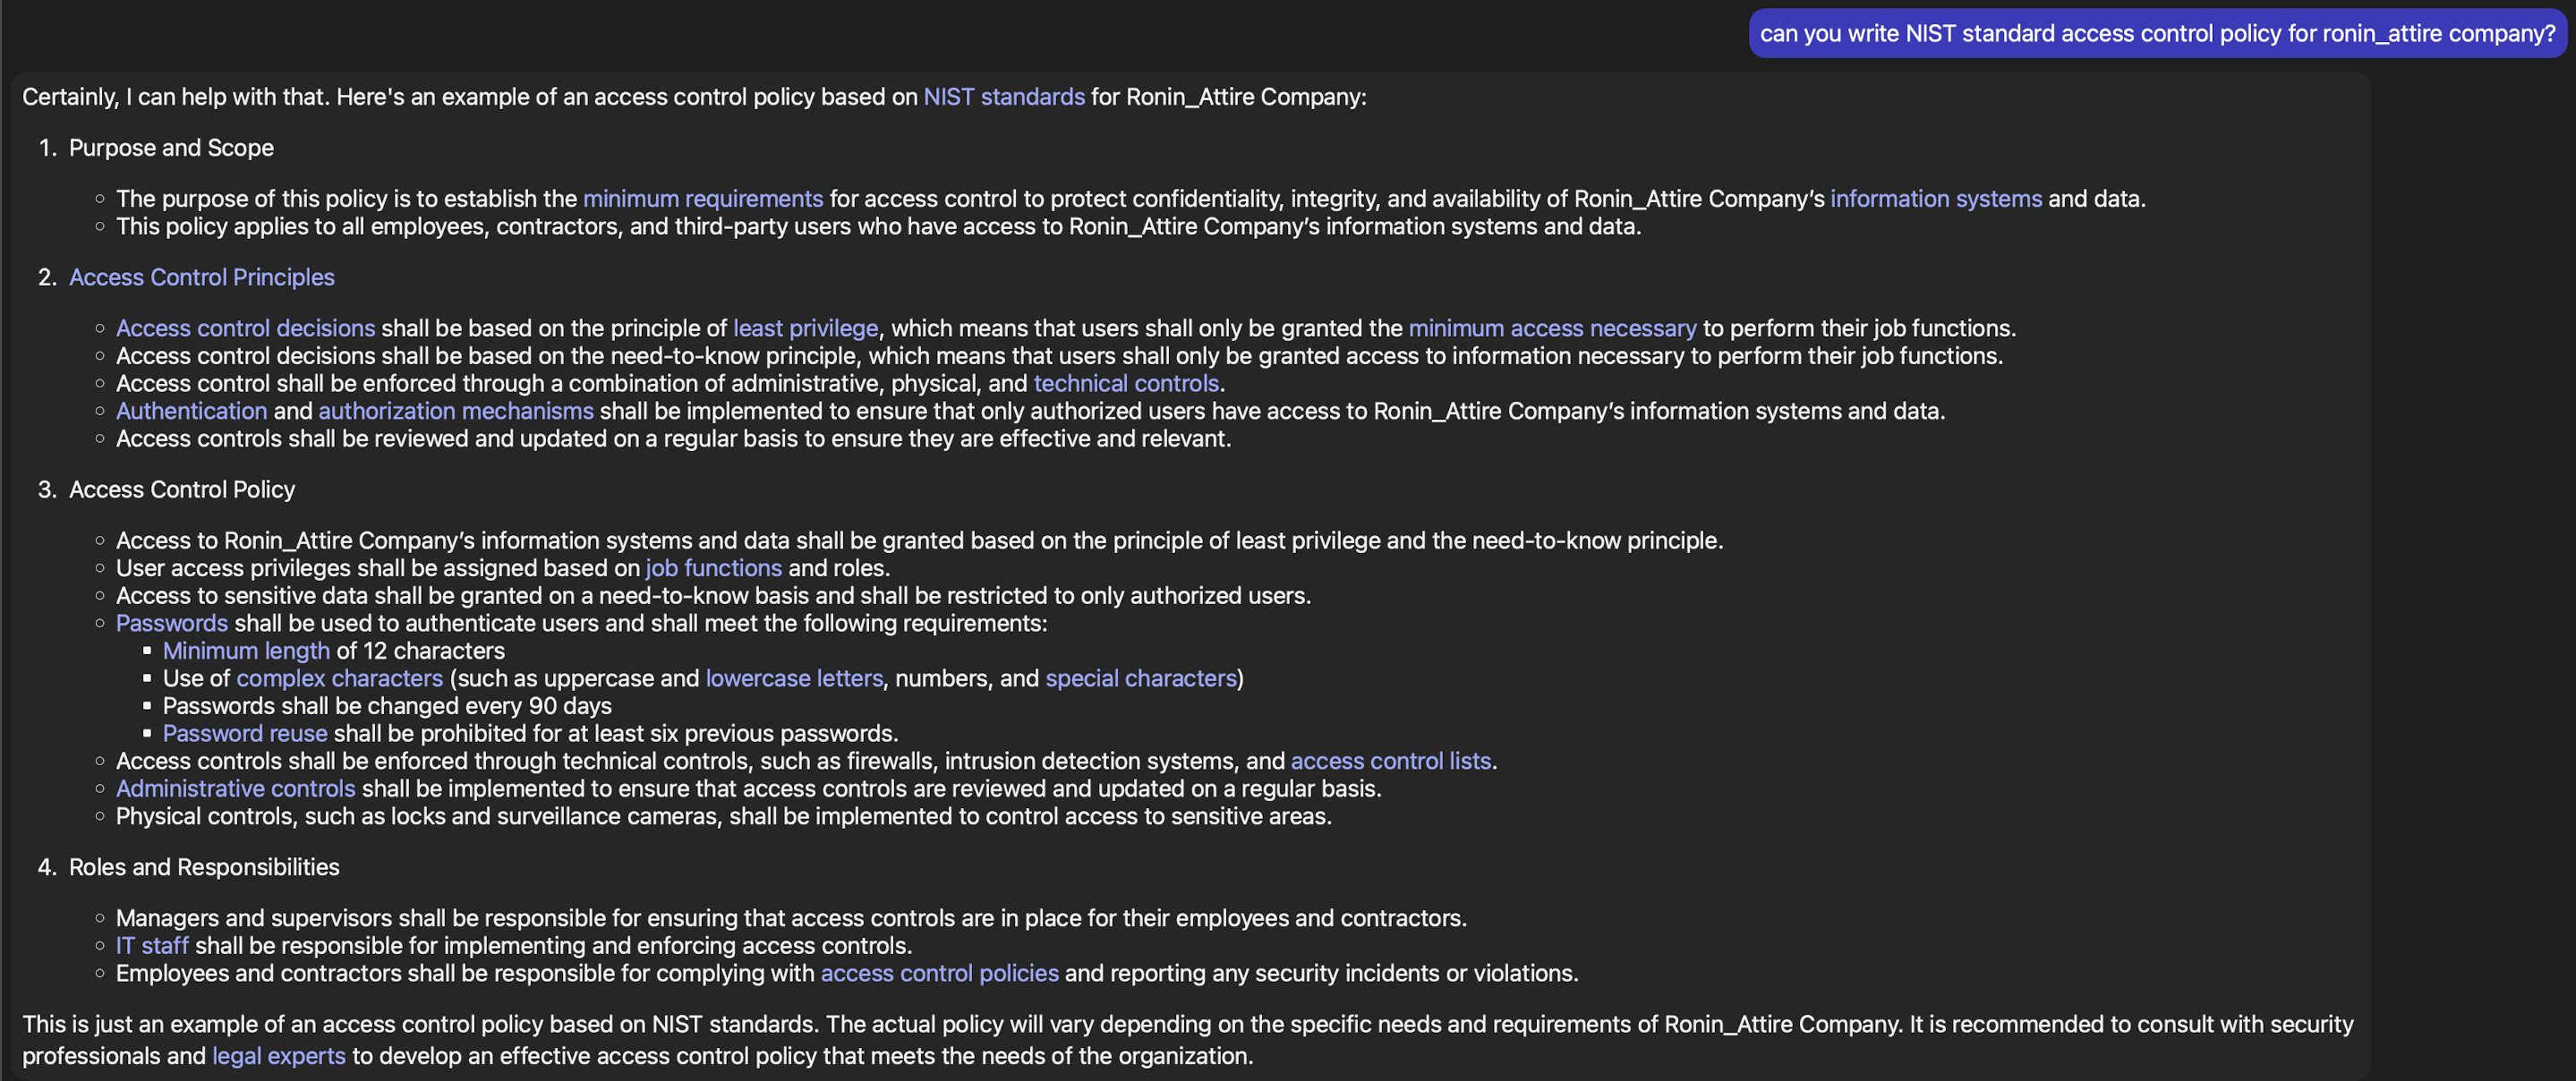 can you write NIST standard access control policy for ronin_attire company?
Certainly, I can help with that. Here's an example of an access control policy based on NIST standards for Ronin_Attire Company:
1. Purpose and Scope
◦ The purpose of this policy is to establish the minimum requirements for access control to protect confidentiality, integrity, and availability of Ronin_Attire Company’s information systems and data.
◦ This policy applies to all employees, contractors, and third-party users who have access to Ronin_Attire Company’s information systems and data.
2. Access Control Principles
◦ Access control decisions shall be based on the principle of least privilege, which means that users shall only be granted the minimum access necessary to perform their job functions.
◦ Access control decisions shall be based on the need-to-know principle, which means that users shall only be granted access to information necessary to perform their job functions.
◦ Access control shall be enforced through a combination of administrative, physical, and technical controls.
◦ Authentication and authorization mechanisms shall be implemented to ensure that only authorized users have access to Ronin_Attire Company’s information systems and data.
◦ Access controls shall be reviewed and updated on a regular basis to ensure they are effective and relevant.
3. Access Control Policy
◦ Access to Ronin_Attire Company’s information systems and data shall be granted based on the principle of least privilege and the need-to-know principle.
◦ User access privileges shall be assigned based on job functions and roles.
◦ Access to sensitive data shall be granted on a need-to-know basis and shall be restricted to only authorized users.
◦ Passwords shall be used to authenticate users and shall meet the following requirements:
▪ Minimum length of 12 characters
▪ Use of complex characters (such as uppercase and lowercase letters, numbers, and special characters)
▪ Passwords shall be changed every 90 days
▪ Password reuse shall be prohibited for at least six previous passwords.
◦ Access controls shall be enforced through technical controls, such as firewalls, intrusion detection systems, and access control lists.
◦ Administrative controls shall be implemented to ensure that access controls are reviewed and updated on a regular basis.
◦ Physical controls, such as locks and surveillance cameras, shall be implemented to control access to sensitive areas.
4. Roles and Responsibilities
◦ Managers and supervisors shall be responsible for ensuring that access controls are in place for their employees and contractors.
◦ IT staff shall be responsible for implementing and enforcing access controls.
◦ Employees and contractors shall be responsible for complying with access control policies and reporting any security incidents or violations.
This is just an example of an access control policy based on NIST standards. The actual policy will vary depending on the specific needs and requirements of Ronin_Attire Company. It is recommended to consult with security
professionals and legal experts to develop an effective access control policy that meets the needs of the organization.